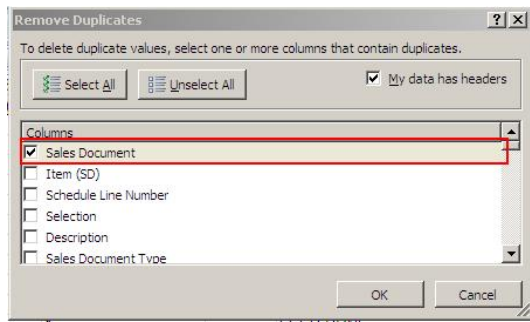 Remove Duplicates
To delete duplicate values, select one or more columns that contain duplicates.
Select All
Unselect All
My data has headers
Columns
Sales Document
Item (SD)
Schedule Line Number
Selection
Description
Sales Document Type
OK
Cancel